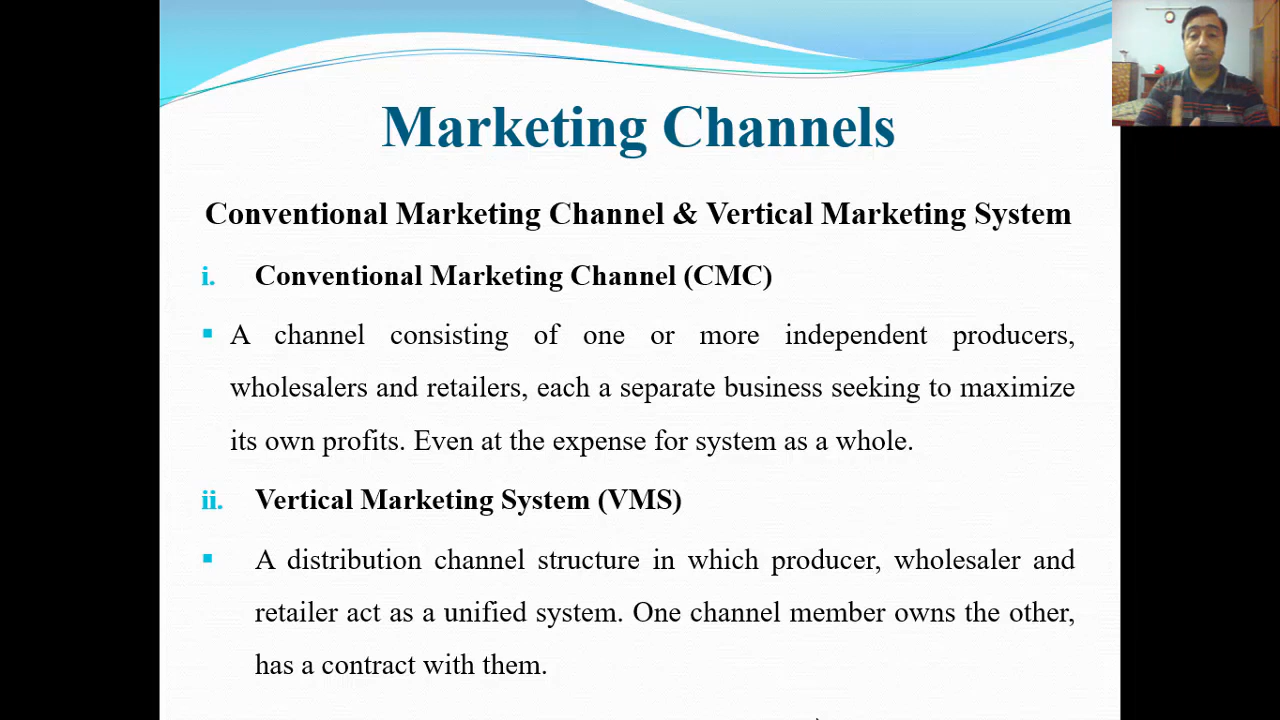 Marketing Channels
Conventional Marketing Channel & Vertical Marketing System
i. Conventional Marketing Channel (CMC)
▪ A channel consisting of one or more independent producers,
wholesalers and retailers, each a separate business seeking to maximize
its own profits. Even at the expense for system as a whole.
ii. Vertical Marketing System (VMS)
▪ A distribution channel structure in which producer, wholesaler and
retailer act as a unified system. One channel member owns the other,
has a contract with them.